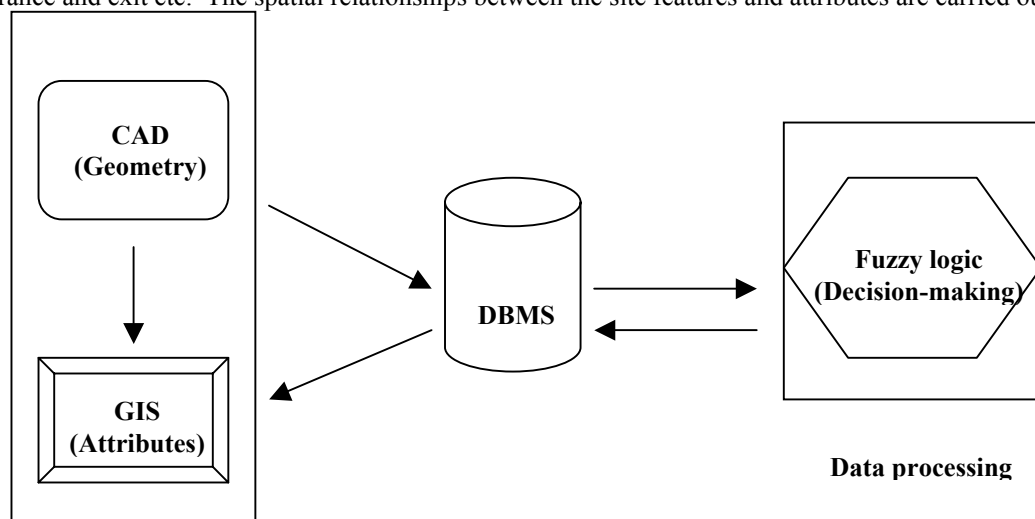 rance and exit etc. The spatial relationships between the site features and attributes are carried ou
CAD
(Geometry)
GIS
(Attributes)
DBMS
Fuzzy logic
(Decision-making)
Data processing